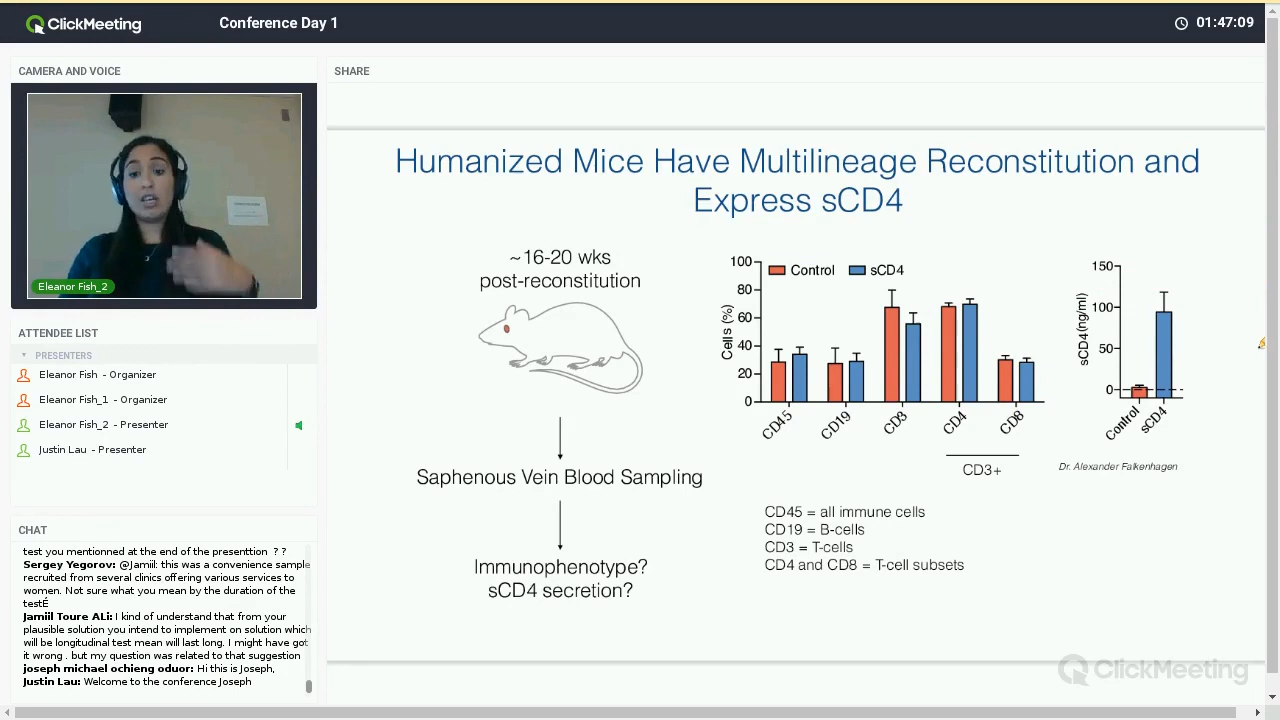 ClickMeeting
Conference Day 1
01:47:09
CAMERA AND VOICE
Eleanor Fish_2
ATTENDEE LIST
PRESENTERS
Eleanor Fish - Organizer
Eleanor Fish_1 - Organizer
Eleanor Fish_2 - Presenter
Justin Lau - Presenter
CHAT
test you mentionned at the end of the presenttion ? ?
Sergey Yegorov: @Jamiil: this was a convenience sample
recruited from several clinics offering various services to
women. Not sure what you mean by the duration of the
testÉ
Jamiil Toure ALi: I kind of understand that from your
plausible solution you intend to implement on solution which
will be longitudinal test mean will last long. I might have got
it wrong . but my question was related to that suggestion
joseph michael ochieng oduor: Hi this is Joseph,
Justin Lau: Welcome to the conference Joseph
SHARE
Humanized Mice Have Multilineage Reconstitution and
Express sCD4
~16-20 wks
post-reconstitution
Saphenous Vein Blood Sampling
Immunophenotype?
sCD4 secretion?
Cells (%)
100
80
60
40
20
0
Control
sCD4
CD45
CD19
CD8
CD4
CD8
CD3+
sCD4(ng/ml)
150
100
50
0
Control
sCD4
Dr. Alexander Falkenhagen
CD45 = all immune cells
CD19 = B-cells
CD3 = T-cells
CD4 and CD8 = T-cell subsets
ClickMeeting